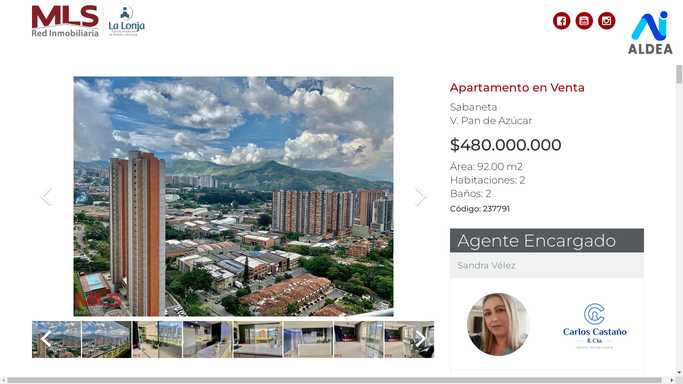 MLS
Red Inmobiliaria
La Lonja
ALDEA
Apartamento en Venta
Sabaneta
V. Pan de Azúcar
$480.000.000
Área: 92.00 m2
Habitaciones: 2
Baños: 2
Código: 237791
Agente Encargado
Sandra Vélez
Carlos Castaño
& Cia.